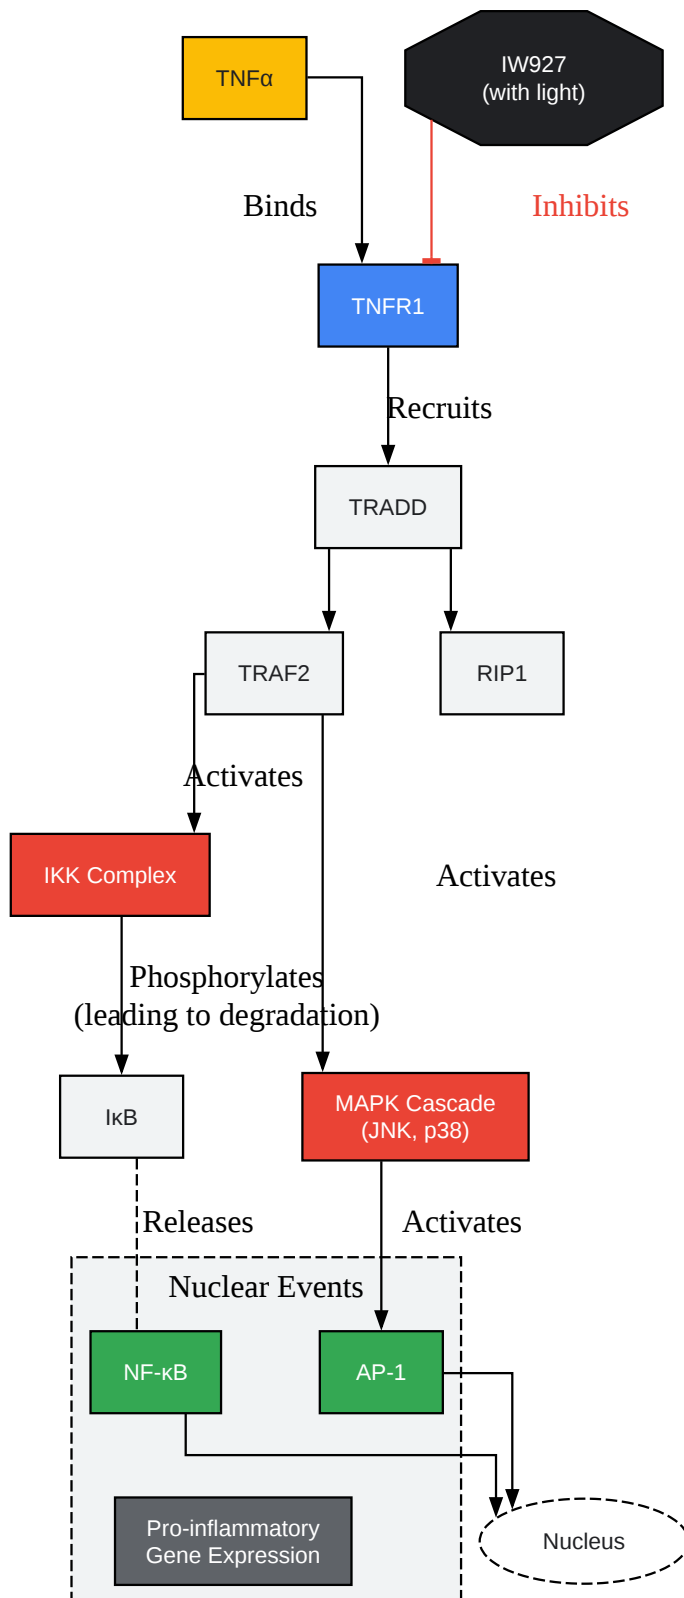 TNFα
IW927
(with light)
Binds
Inhibits
TNFR1
Recruits
TRADD
TRAF2
RIP1
Activates
IKK Complex
Activates
Phosphorylates
(leading to degradation)
IκB
MAPK Cascade
(JNK, p38)
Releases
Activates
Nuclear Events
NF-κB
AP-1
Pro-inflammatory
Gene Expression
Nucleus